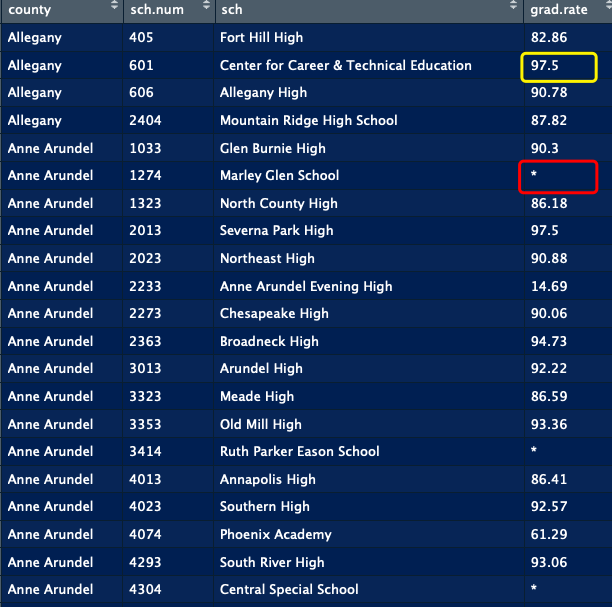 county sch.num sch grad.rate
Allegany 405 Fort Hill High 82.86
Allegany 601 Center for Career & Technical Education 97.5
Allegany 606 Allegany High 90.78
Allegany 2404 Mountain Ridge High School 87.82
Anne Arundel 1033 Glen Burnie High 90.3
Anne Arundel 1274 Marley Glen School *
Anne Arundel 1323 North County High 86.18
Anne Arundel 2013 Severna Park High 97.5
Anne Arundel 2023 Northeast High 90.88
Anne Arundel 2233 Anne Arundel Evening High 14.69
Anne Arundel 2273 Chesapeake High 90.06
Anne Arundel 2363 Broadneck High 94.73
Anne Arundel 3013 Arundel High 92.22
Anne Arundel 3323 Meade High 86.59
Anne Arundel 3353 Old Mill High 93.36
Anne Arundel 3414 Ruth Parker Eason School *
Anne Arundel 4013 Annapolis High 86.41
Anne Arundel 4023 Southern High 92.57
Anne Arundel 4074 Phoenix Academy 61.29
Anne Arundel 4293 South River High 93.06
Anne Arundel 4304 Central Special School *